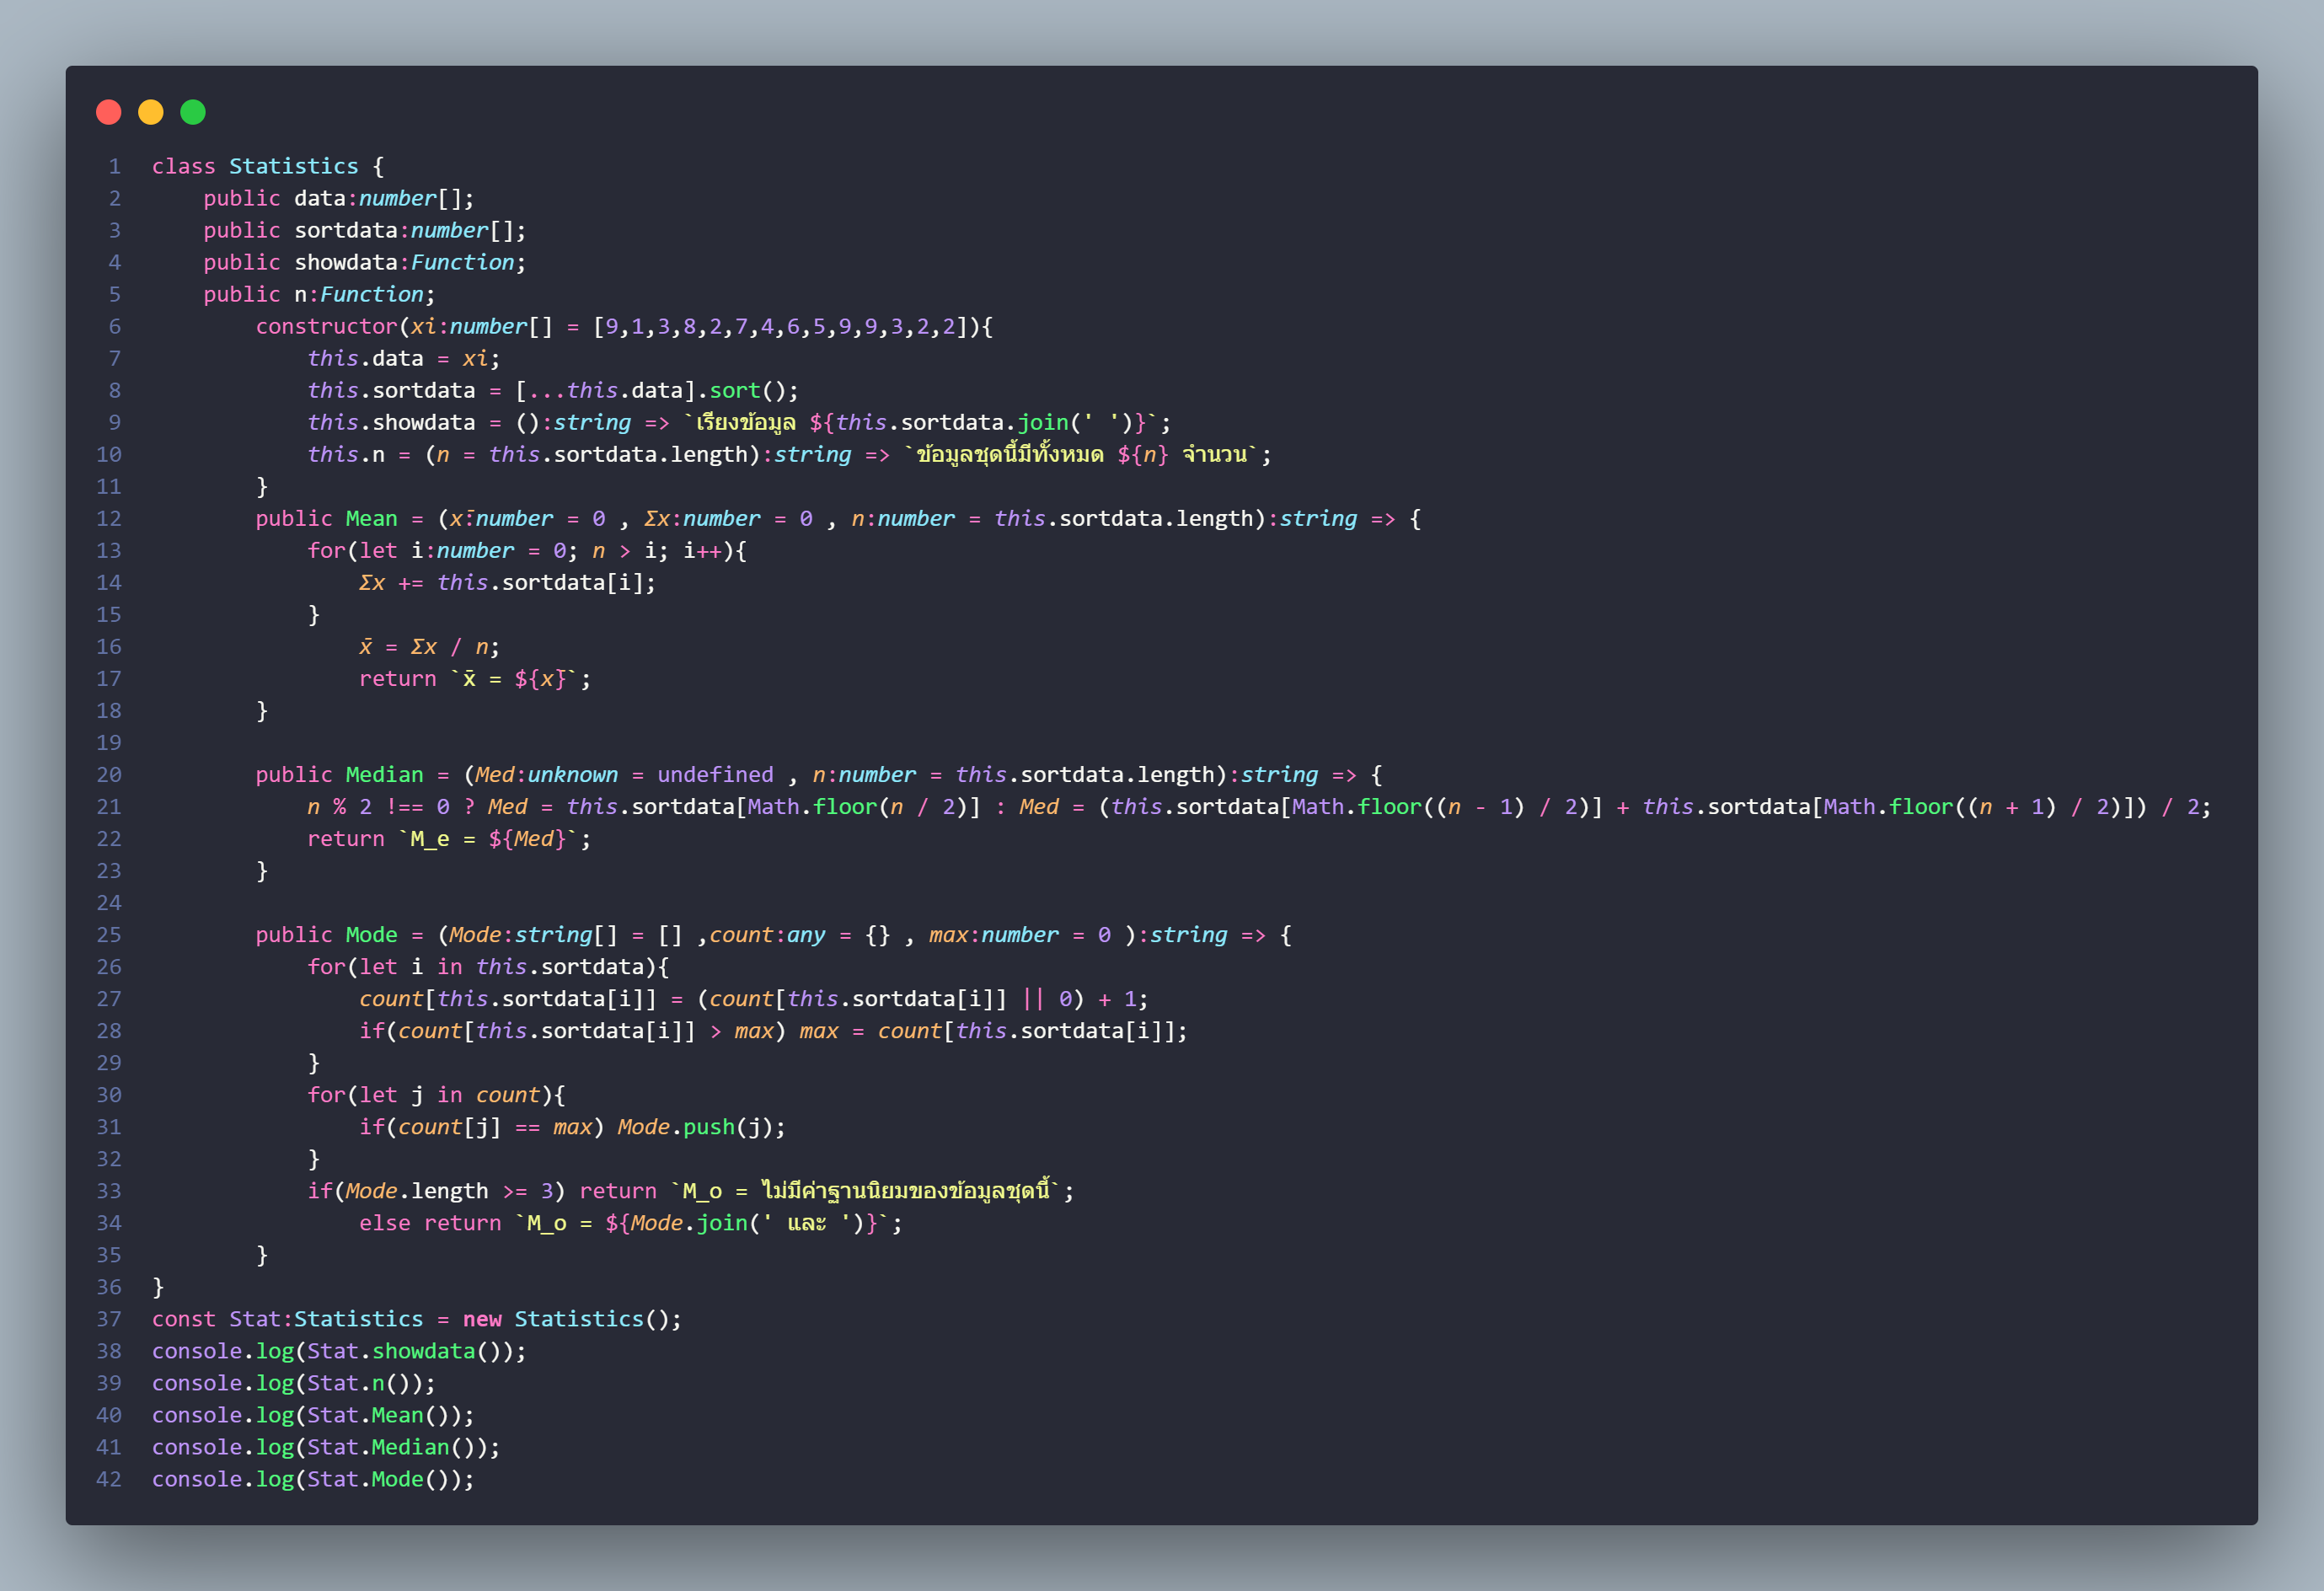 1 class Statistics {
2 public data:number[];
3 public sortdata:number[];
4 public showdata:Function;
5 public n:Function;
6 constructor(xi:number[] = [9,1,3,8,2,7,4,6,5,9,9,3,2,2]){
7 this.data = xi;
8 this.sortdata = [...this.data].sort();
9 this.showdata = ():string => `เรียงข้อมูล ${this.sortdata.join(' ')}`;
10 this.n = (n = this.sortdata.length):string => `ข้อมูลชุดนี้มีทั้งหมด ${n} จำนวน`;
11 }
12 public Mean = (x̄:number = 0 , Σx:number = 0 , n:number = this.sortdata.length):string => {
13 for(let i:number = 0; n > i; i++){
14 Σx += this.sortdata[i];
15 }
16 x̄ = Σx / n;
17 return `x̄ = ${x̄}`;
18 }
19
20 public Median = (Med:unknown = undefined , n:number = this.sortdata.length):string => {
21 n % 2 !== 0 ? Med = this.sortdata[Math.floor(n / 2)] : Med = (this.sortdata[Math.floor((n - 1) / 2)] + this.sortdata[Math.floor((n + 1) / 2)]) / 2;
22 return `M_e = ${Med}`;
23 }
24
25 public Mode = (Mode:string[] = [] ,count:any = {} , max:number = 0 ):string => {
26 for(let i in this.sortdata){
27 count[this.sortdata[i]] = (count[this.sortdata[i]] || 0) + 1;
28 if(count[this.sortdata[i]] > max) max = count[this.sortdata[i]];
29 }
30 for(let j in count){
31 if(count[j] == max) Mode.push(j);
32 }
33 if(Mode.length >= 3) return `M_o = ไม่มีค่าฐานนิยมของข้อมูลชุดนี้`;
34 else return `M_o = ${Mode.join(' และ ')}`;
35 }
36 }
37 const Stat:Statistics = new Statistics();
38 console.log(Stat.showdata());
39 console.log(Stat.n());
40 console.log(Stat.Mean());
41 console.log(Stat.Median());
42 console.log(Stat.Mode());